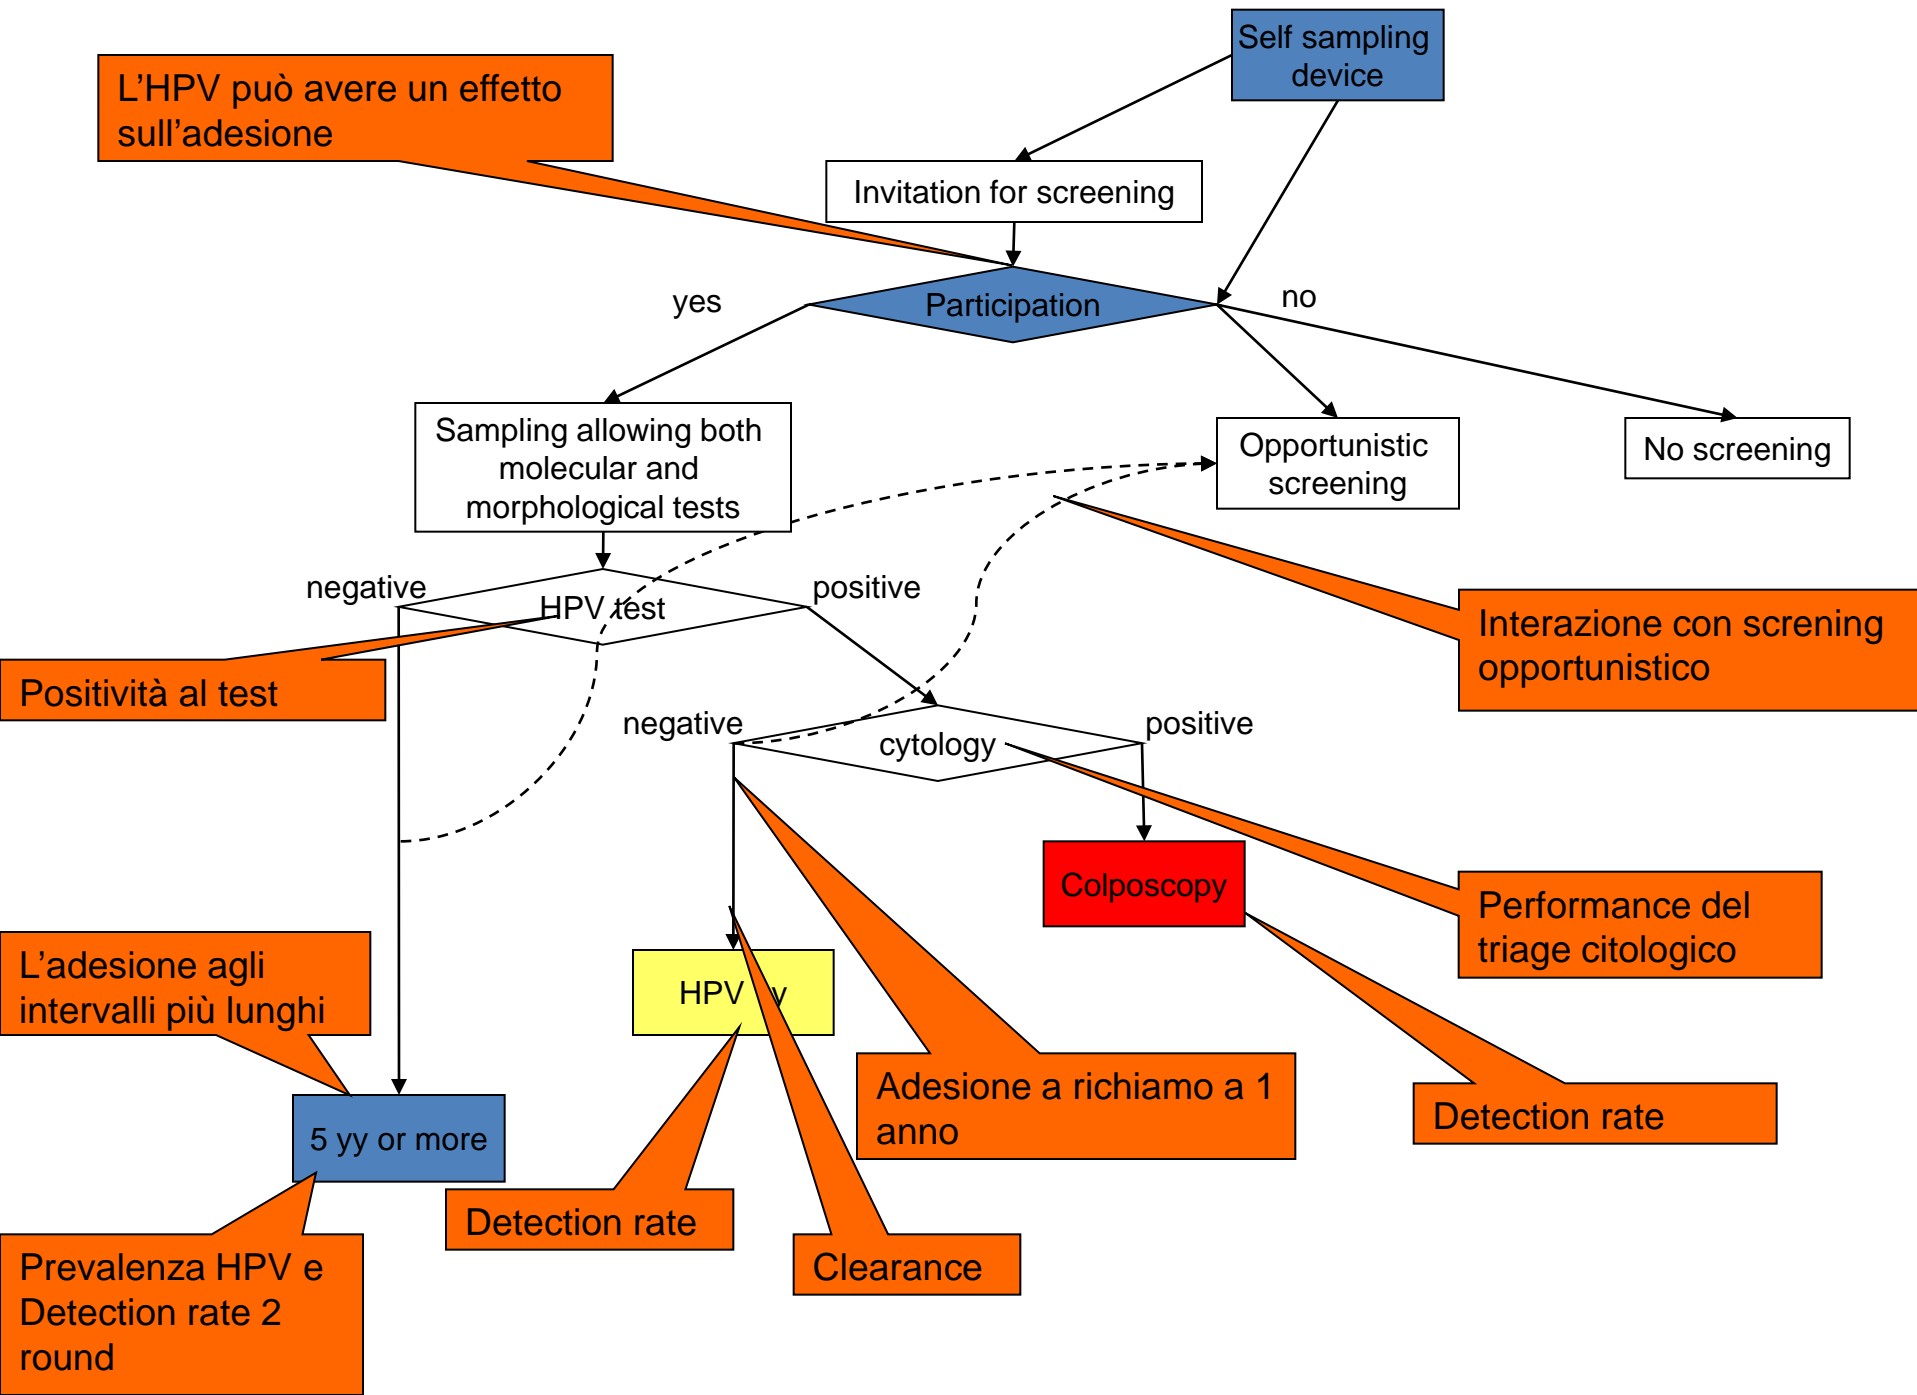 Self sampling
device
L'HPV può avere un effetto
sull'adesione
Invitation for screening
yes
Participation
no
Sampling allowing both
molecular and
morphological tests
Opportunistic
screening
No screening
negative
HPV test
positive
Interazione con screning
opportunistico
Positività al test
negative
cytology
positive
Colposcopy
Performance del
triage citologico
L'adesione agli
intervalli più lunghi
HPV y
Adesione a richiamo a 1
anno
Detection rate
5 yy or more
Detection rate
Clearance
Prevalenza HPV e
Detection rate 2
round